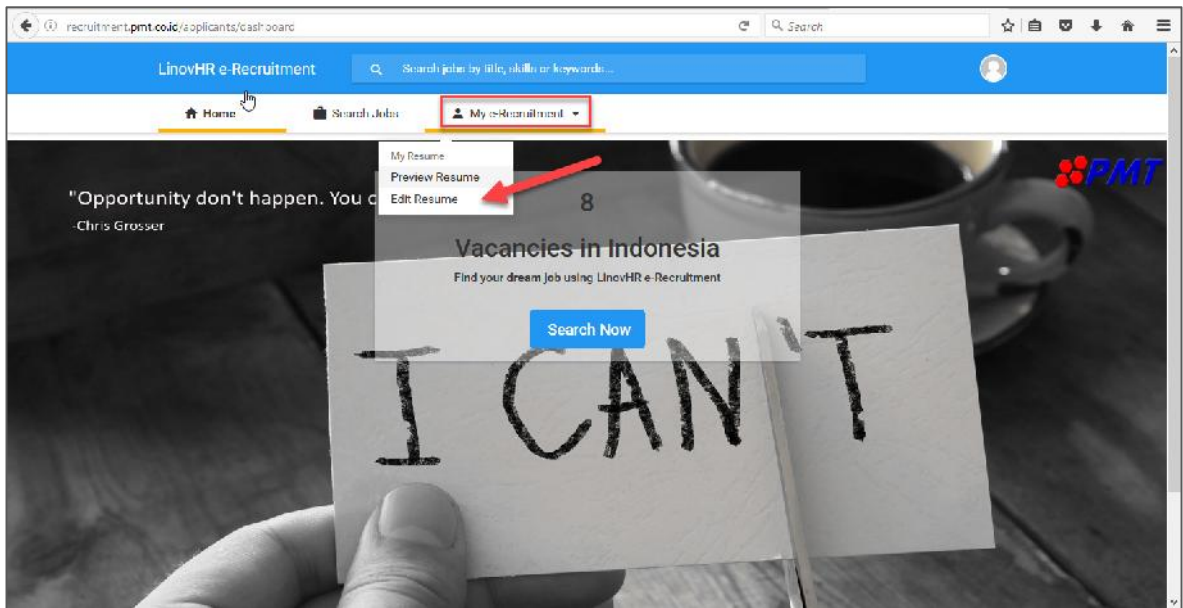 recruitment.pmt.co.id/applicants/dashboard
Search
LinovHR e-Recruitment
Search jobs by title, skills or keywords...
Home
Search Jobs
My e-Recruitment
My Resume
Preview Resume
Edit Resume
PMT
"Opportunity don't happen. You c
-Chris Grosser
8
Vacancies in Indonesia
Find your dream job using LinovHR e-Recruitment
Search Now
I CAN'T